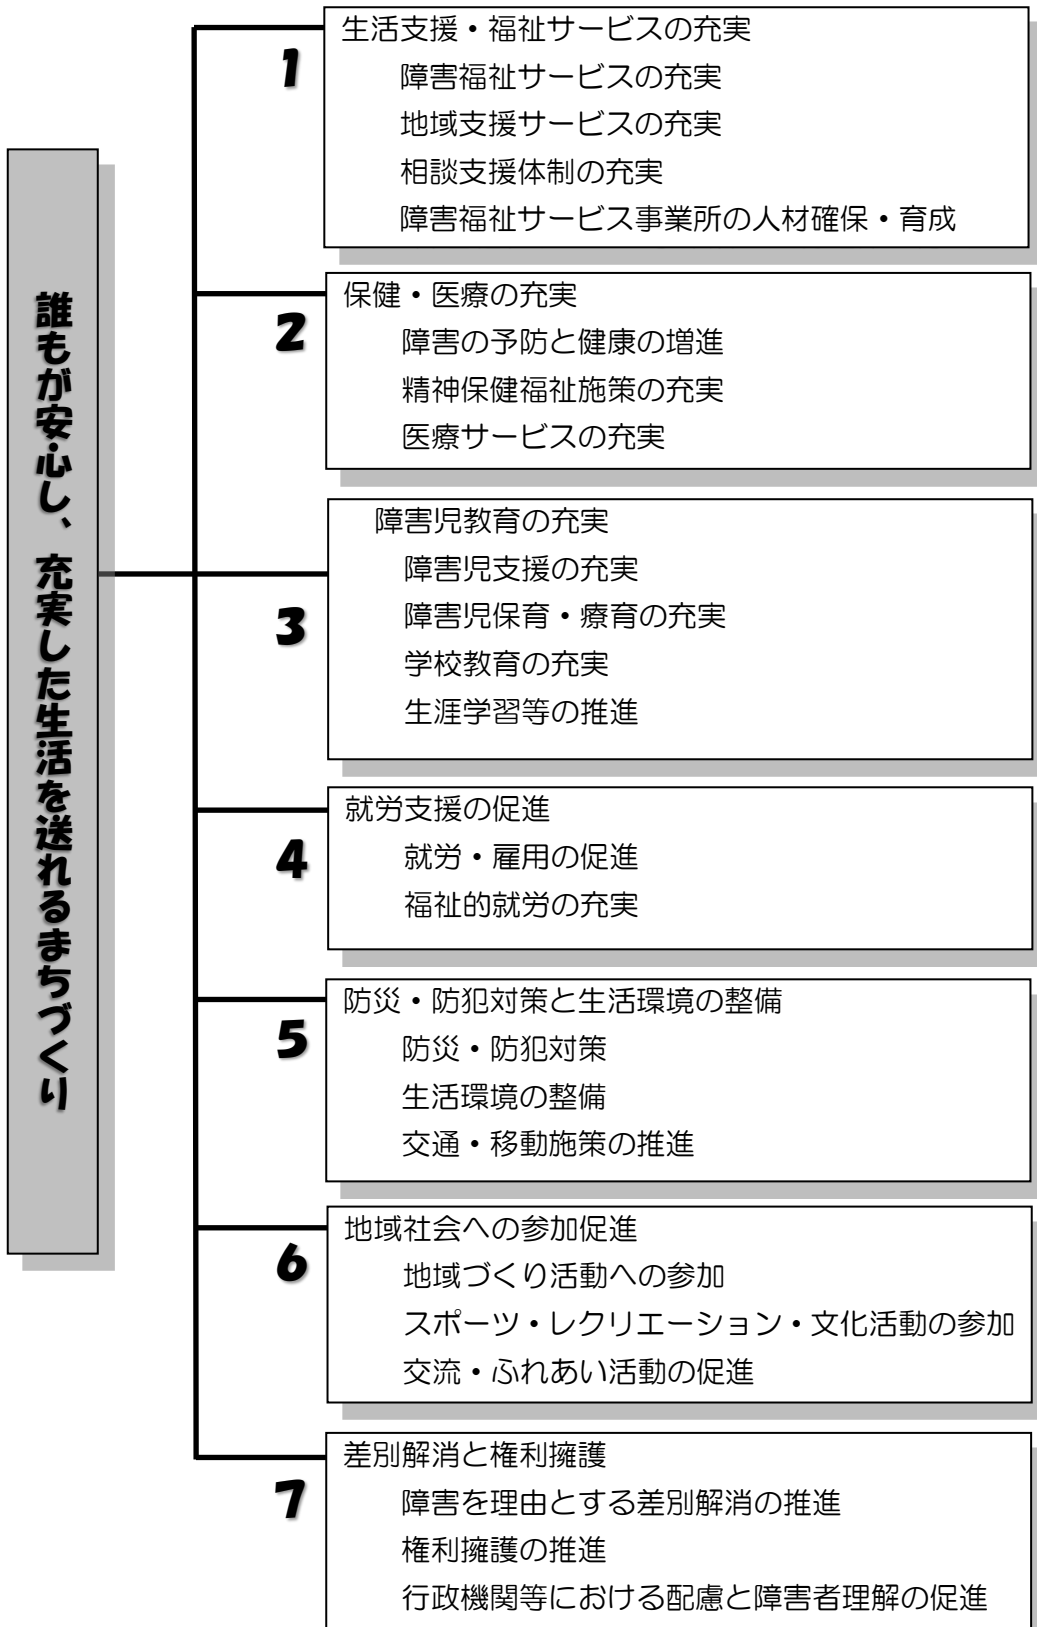 誰もが安心し、充実した生活を送れるまちづくり
1
生活支援・福祉サービスの充実
障害福祉サービスの充実
地域支援サービスの充実
相談支援体制の充実
障害福祉サービス事業所の人材確保・育成
2
保健・医療の充実
障害の予防と健康の増進
精神保健福祉施策の充実
医療サービスの充実
3
障害児教育の充実
障害児支援の充実
障害児保育・療育の充実
学校教育の充実
生涯学習等の推進
4
就労支援の促進
就労・雇用の促進
福祉的就労の充実
5
防災・防犯対策と生活環境の整備
防災・防犯対策
生活環境の整備
交通・移動施策の推進
6
地域社会への参加促進
地域づくり活動への参加
スポーツ・レクリエーション・文化活動の参加
交流・ふれあい活動の促進
7
差別解消と権利擁護
障害を理由とする差別解消の推進
権利擁護の推進
行政機関等における配慮と障害者理解の促進